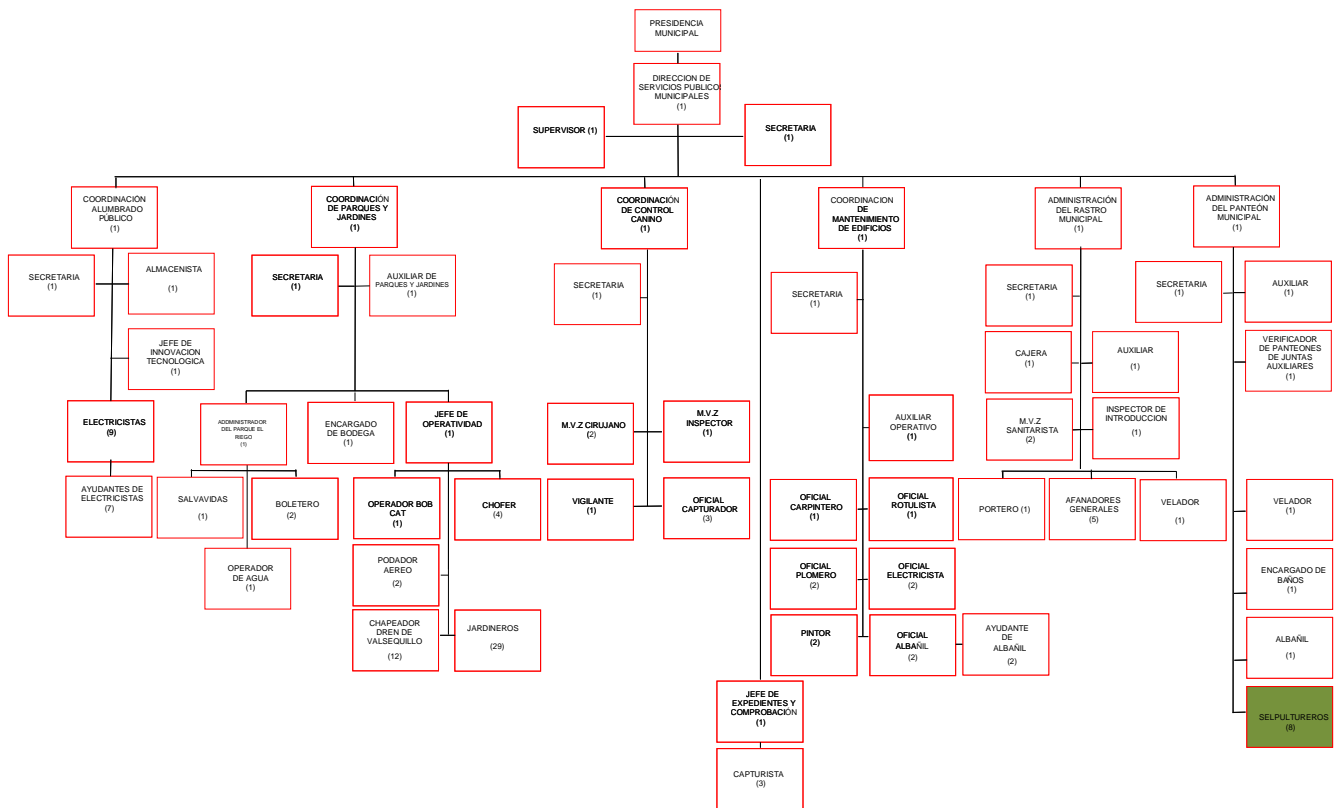 PRESIDENCIA
MUNICIPAL
DIRECCION DE
SERVICIOS PUBLICOS
MUNICIPALES
(1)
SUPERVISOR (1)
SECRETARIA
(1)
COORDINACIÓN
ALUMBRADO
PÚBLICO
(1)
SECRETARIA
(1)
ALMACENISTA
(1)
JEFE DE
INNOVACION
TECNOLOGICA
(1)
ELECTRICISTAS
(9)
AYUDANTES DE
ELECTRICISTAS
(7)
COORDINACIÓN
DE PARQUES Y
JARDINES
(1)
SECRETARIA
(1)
AUXILIAR DE
PARQUES Y JARDINES
(1)
ADDMINISTRADOR
DEL PARQUE EL
RIEGO
(1)
SALVAVIDAS
(1)
BOLETERO
(2)
OPERADOR
DE AGUA
(1)
ENCARGADO
DE BODEGA
(1)
JEFE DE
OPERATIVIDAD
(1)
OPERADOR BOB
CAT
(1)
CHOFER
(4)
PODADOR
AEREO
(2)
CHAPEADOR
DREN DE
VALSEQUILLO
(12)
JARDINEROS
(29)
COORDINACIÓN
DE CONTROL
CANINO
(1)
SECRETARIA
(1)
M.V.Z CIRUJANO
(2)
M.V.Z
INSPECTOR
(1)
VIGILANTE
(1)
OFICIAL
CAPTURADOR
(3)
JEFE DE
EXPEDIENTES Y
COMPROBACIÓN
(1)
CAPTURISTA
(3)
COORDINACION
DE
MANTENIMIENTO
DE EDIFICIOS
(1)
SECRETARIA
(1)
AUXILIAR
OPERATIVO
(1)
OFICIAL
CARPINTERO
(1)
OFICIAL
ROTULISTA
(1)
OFICIAL
PLOMERO
(2)
OFICIAL
ELECTRICISTA
(2)
PINTOR
(2)
OFICIAL
ALBAÑIL
(2)
AYUDANTE
DE
ALBAÑIL
(2)
ADMINISTRACIÓN
DEL RASTRO
MUNICIPAL
(1)
SECRETARIA
(1)
CAJERA
(1)
AUXILIAR
(1)
M.V.Z
SANITARISTA
(2)
INSPECTOR DE
INTRODUCCION
(1)
PORTERO (1)
AFANADORES
GENERALES
(5)
VELADOR
(1)
ADMINISTRACIÓN
DEL PANTEÓN
MUNICIPAL
(1)
SECRETARIA
(1)
AUXILIAR
(1)
VERIFICADOR
DE PANTEONES
DE JUNTAS
AUXILIARES
(1)
VELADOR
(1)
ENCARGADO DE
BAÑOS
(1)
ALBAÑIL
(1)
SELPULTUREROS
(8)